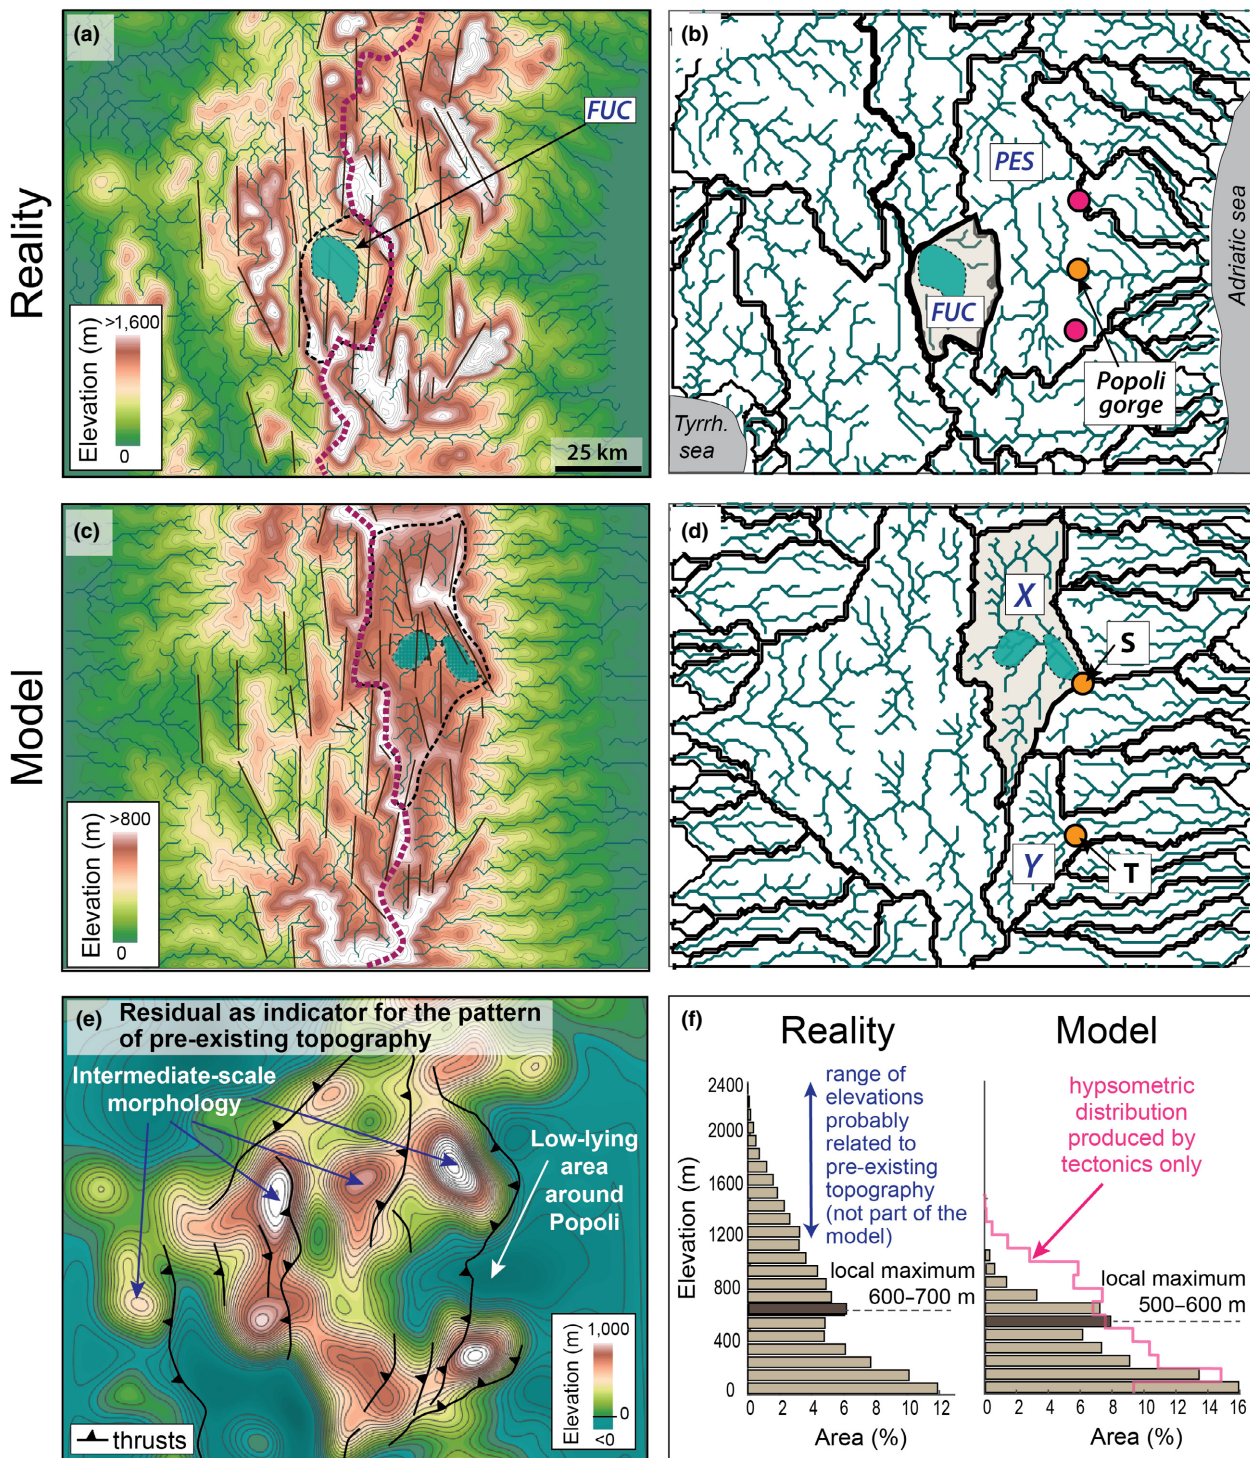 Reality
(a)
FUC
Elevation (m)
>1,600
0
25 km
(b)
PES
FUC
Popoli
gorge
Tyrrh.
sea
Adriatic sea
Model
(c)
Elevation (m)
>800
0
(d)
X
S
Y
T
(e)
Residual as indicator for the pattern
of pre-existing topography
Intermediate-scale
morphology
Low-lying
area
around
Popoli
thrusts
Elevation (m)
1,000
0
<0
(f)
Reality
Model
Elevation (m)
2400
2000
1600
1200
800
400
0
range of
elevations
probably
related to
pre-existing
topography
(not part of the
model)
local maximum
600–700 m
0 2 4 6 8 10 12
Area (%)
hypsometric
distribution
produced by
tectonics only
local maximum
500–600 m
0 2 4 6 8 10 12 14 16
Area (%)